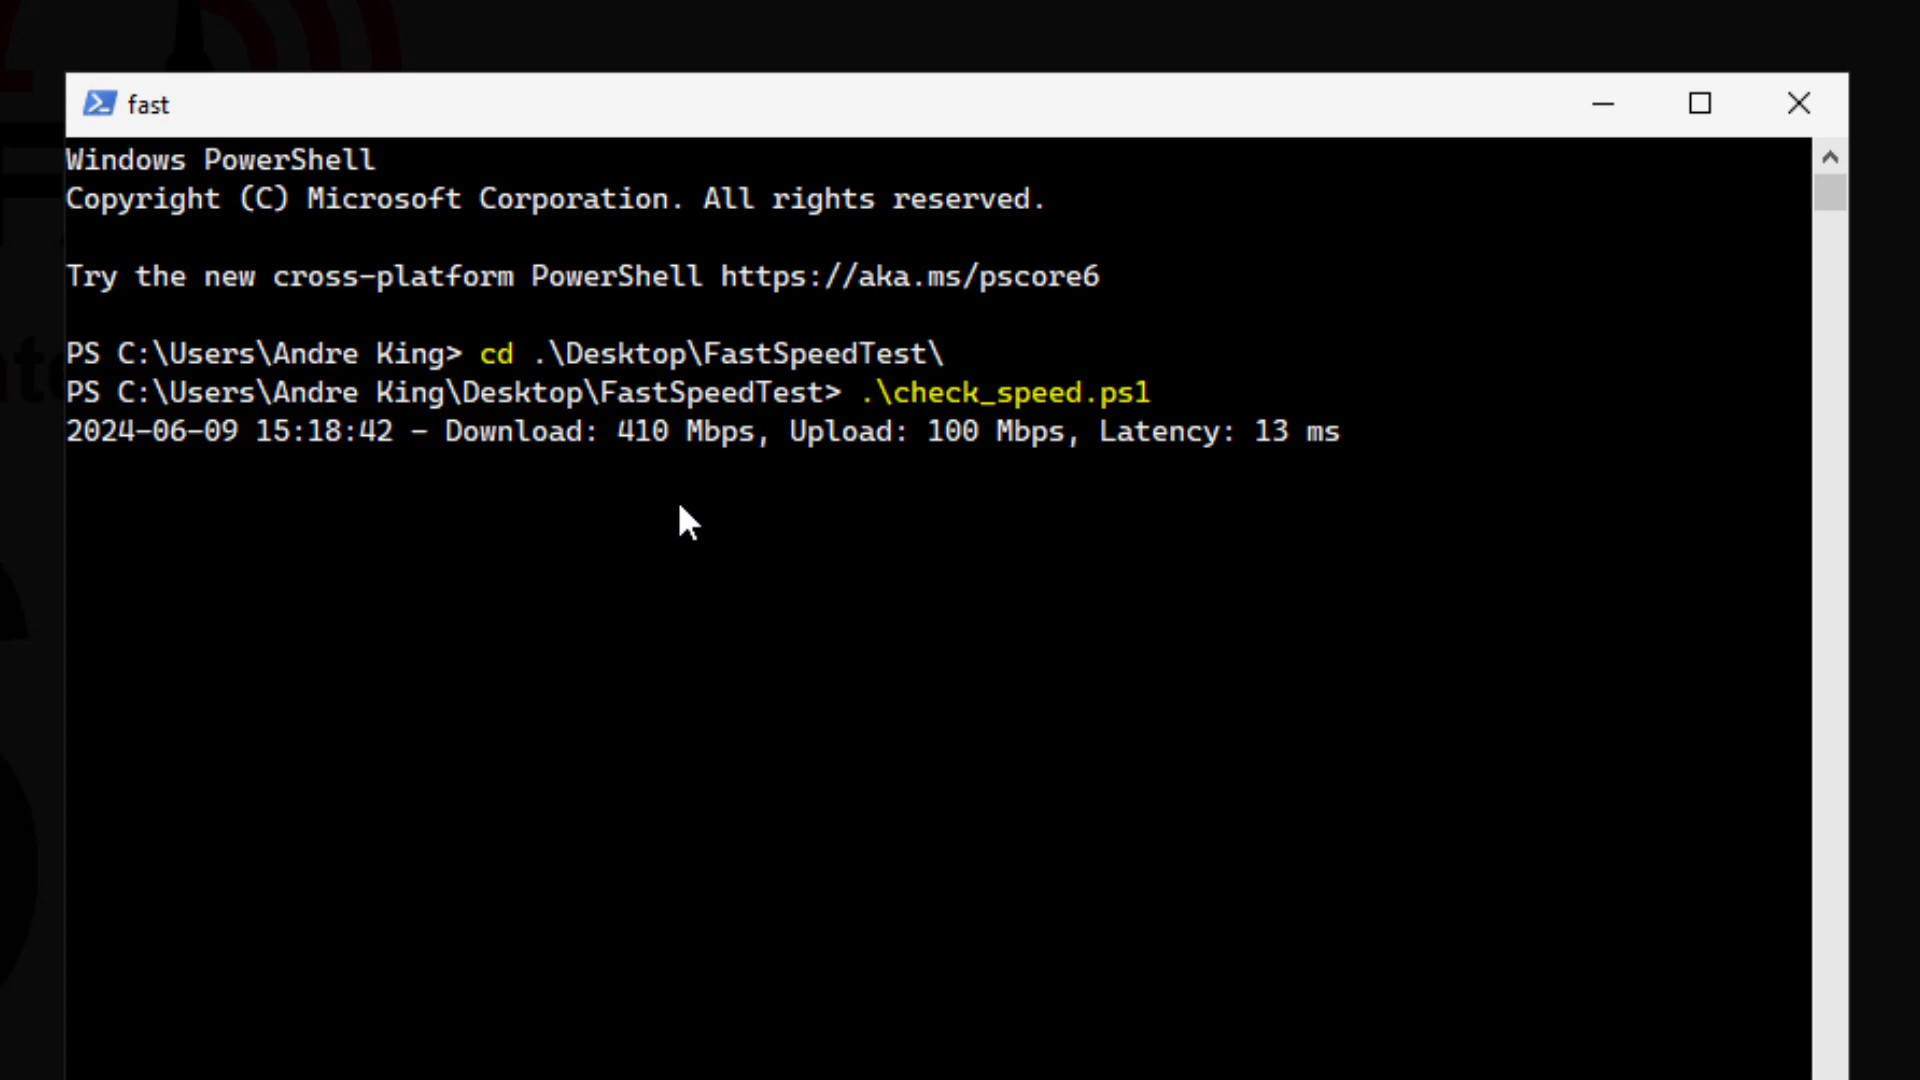 fast
Windows PowerShell
Copyright (C) Microsoft Corporation. All rights reserved.
Try the new cross-platform PowerShell https://aka.ms/pscore6
PS C:\Users\Andre King> cd .\Desktop\FastSpeedTest\
PS C:\Users\Andre King\Desktop\FastSpeedTest> .\check_speed.ps1
2024-06-09 15:18:42 - Download: 410 Mbps, Upload: 100 Mbps, Latency: 13 ms